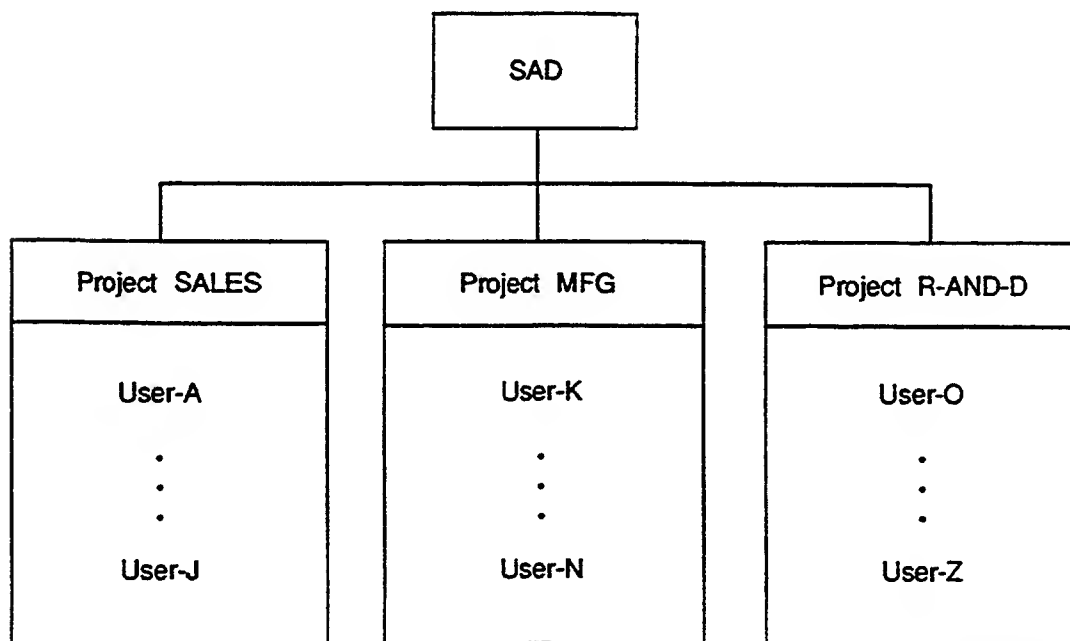 SAD
Project SALES
Project MFG
Project R-AND-D
User-A
User-K
User-O
User-J
User-N
User-Z